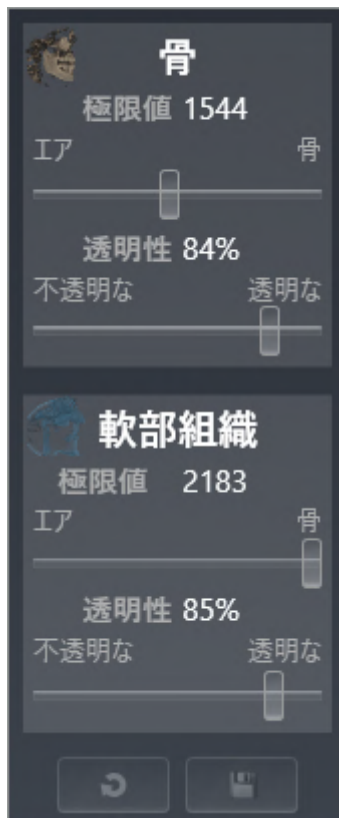 骨
極限値 1544
エア 骨
透明性 84%
不透明な 透明な
軟部組織
極限値 2183
エア 骨
透明性 85%
不透明な 透明な